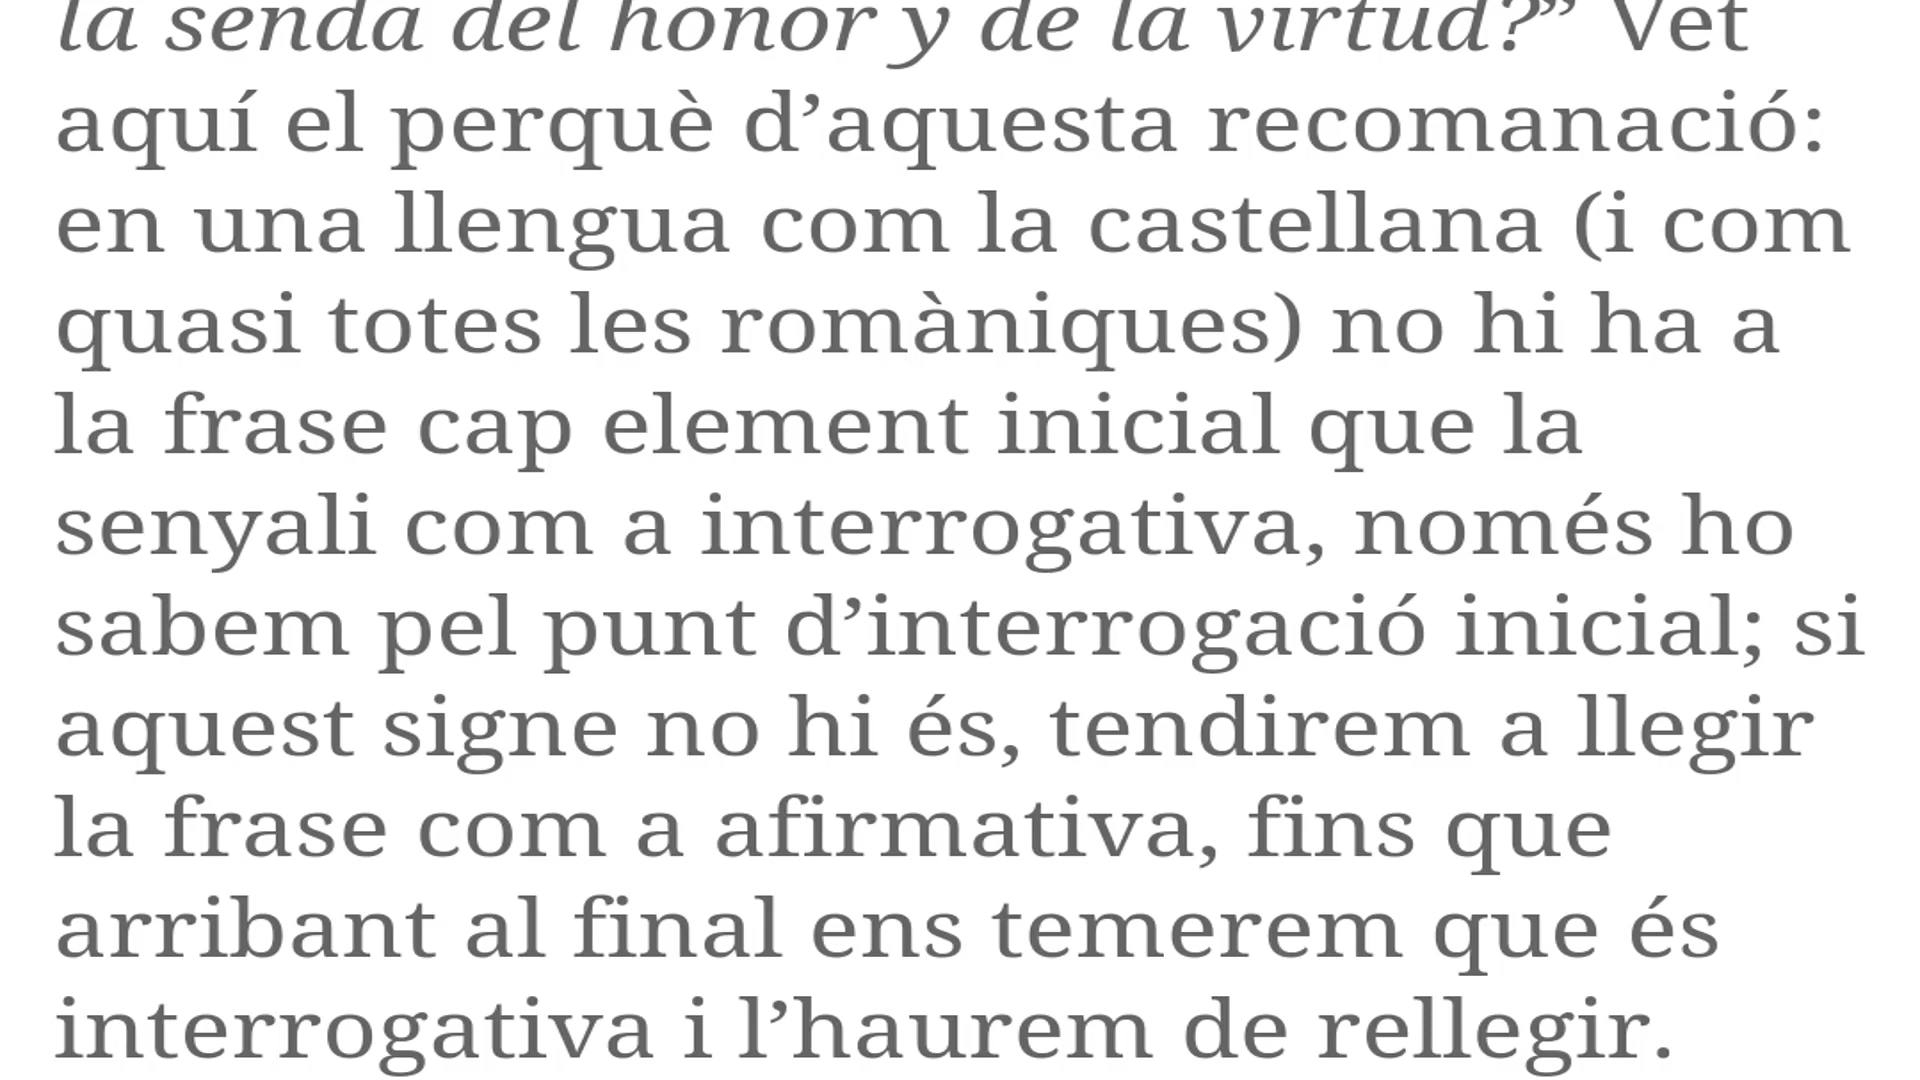 la senda del honor y de la virtud?” Vet
aquí el perquè d’aquesta recomanació:
en una llengua com la castellana (i com
quasi totes les romàniques) no hi ha a
la frase cap element inicial que la
senyali com a interrogativa, només ho
sabem pel punt d’interrogació inicial; si
aquest signe no hi és, tendirem a llegir
la frase com a afirmativa, fins que
arribant al final ens temerem que és
interrogativa i l’haurem de rellegir.